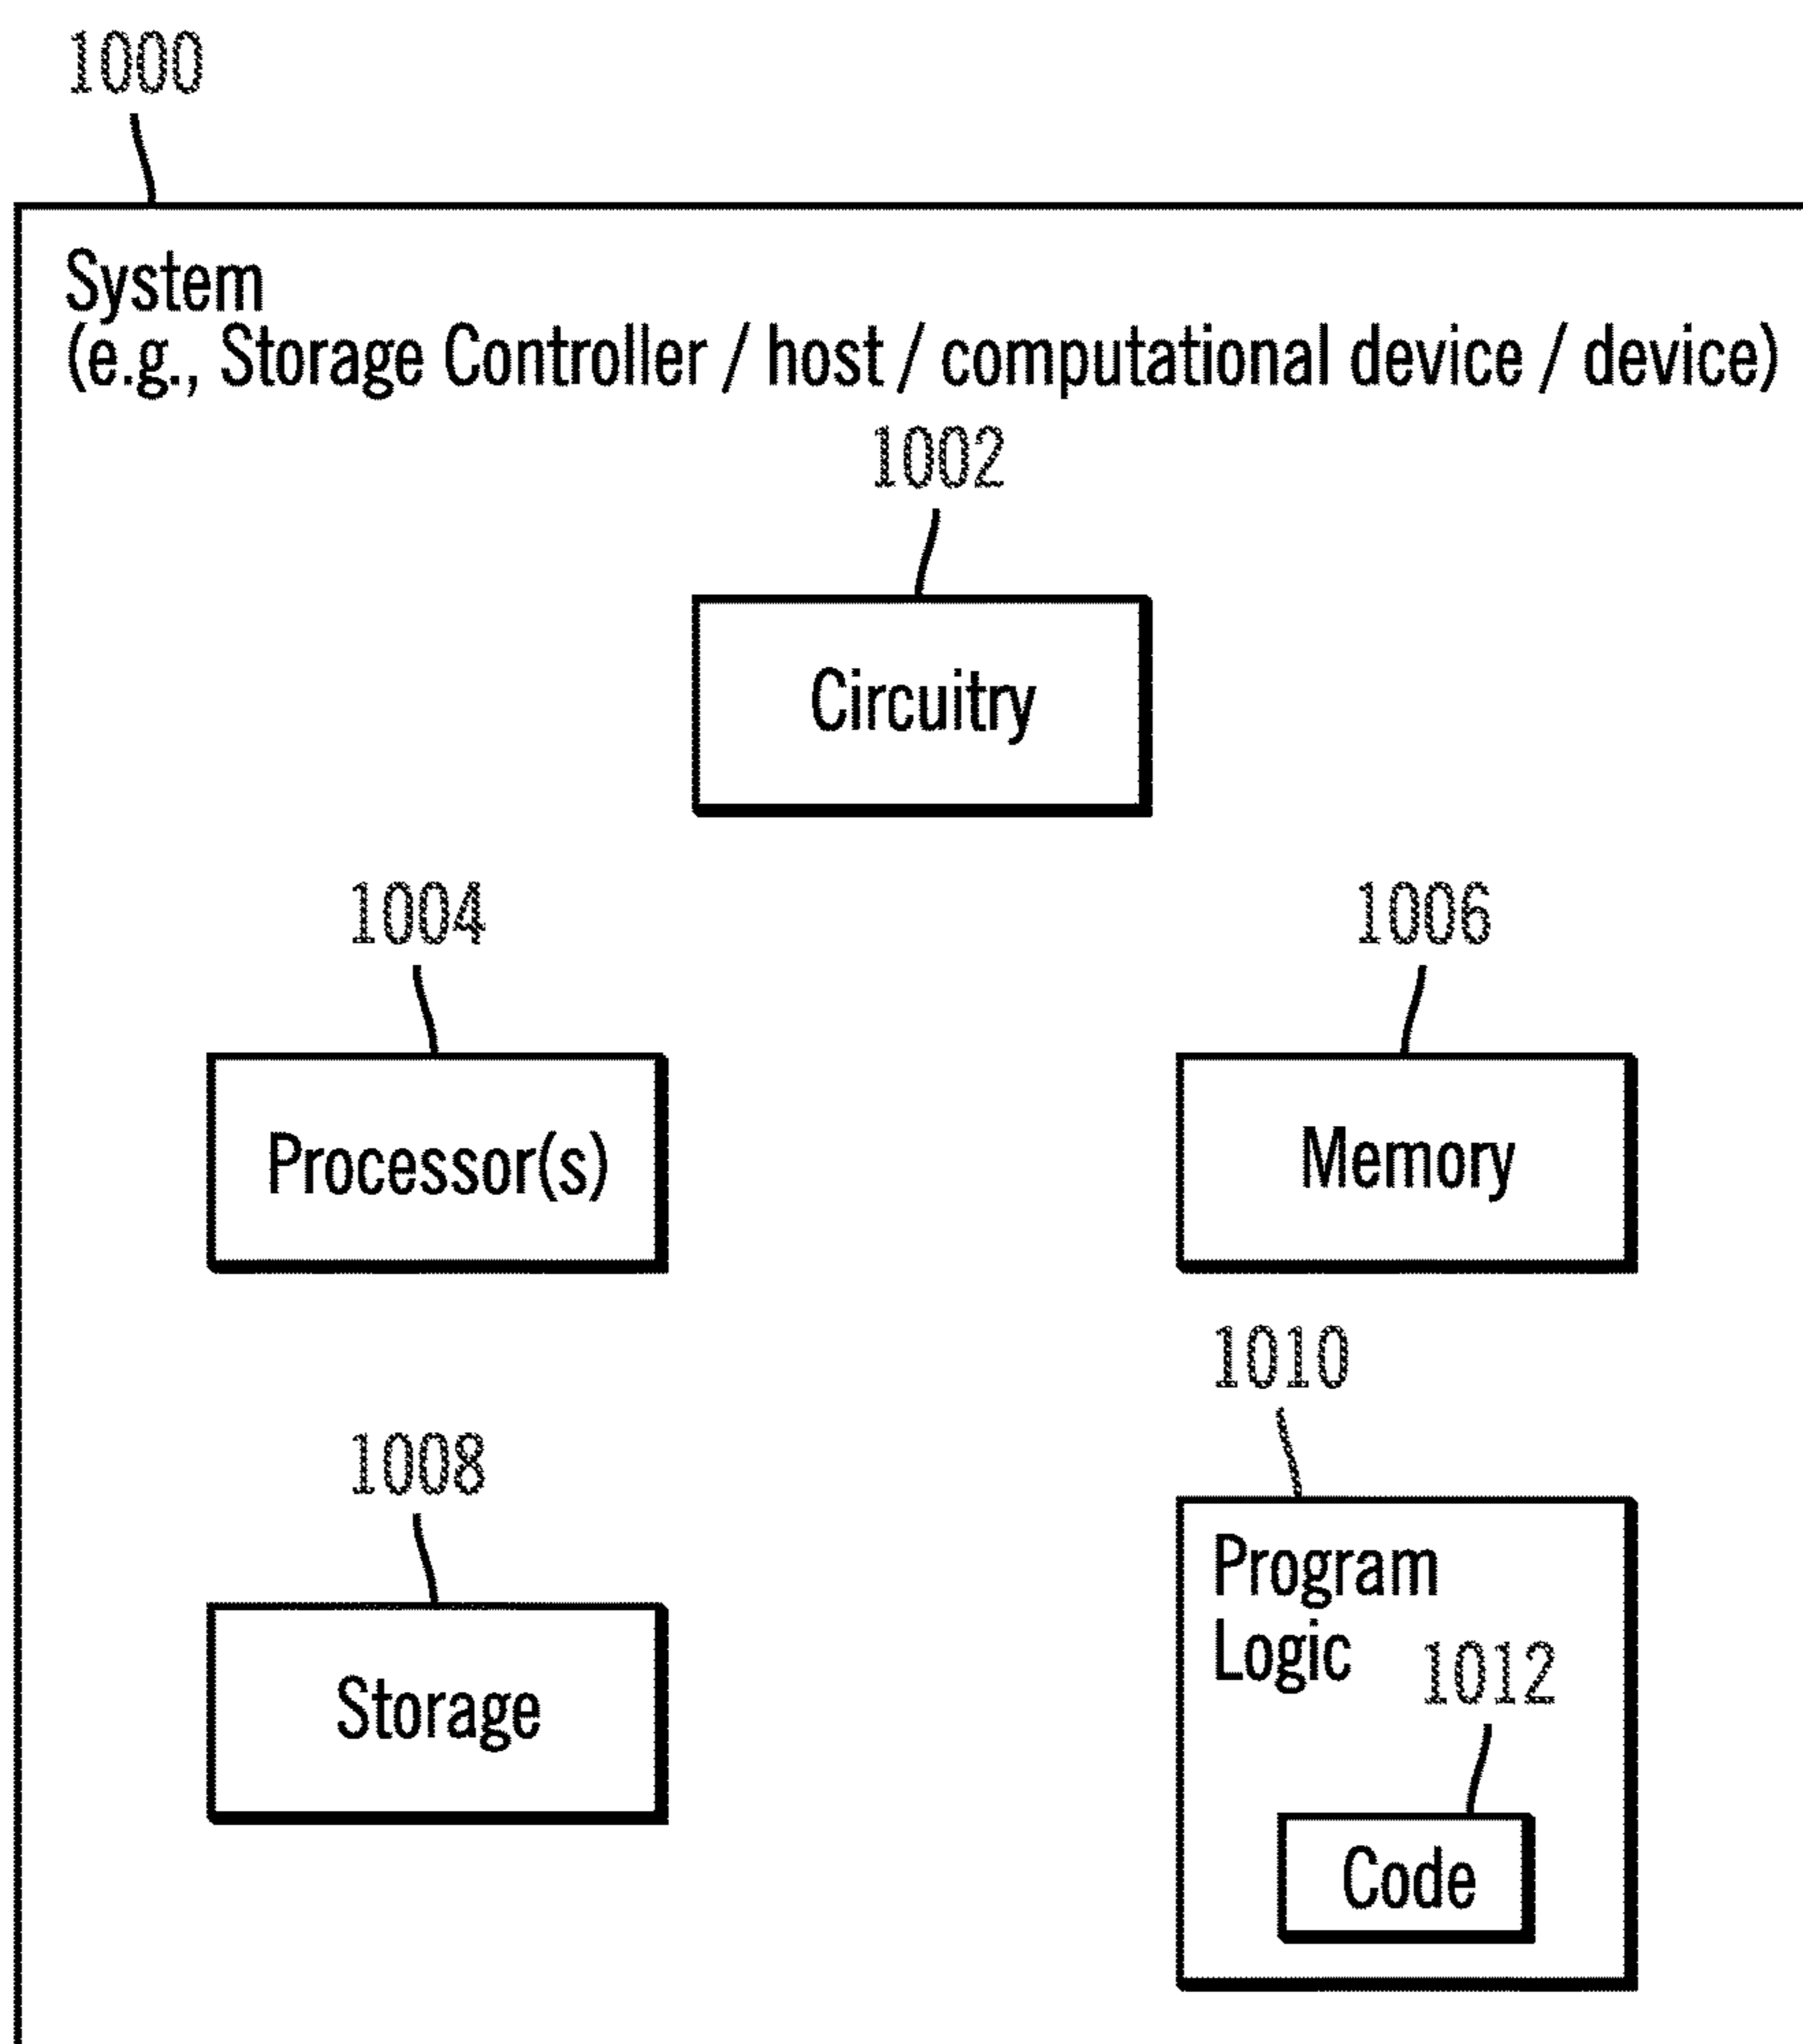 1000
System
(e.g., Storage Controller / host / computational device / device)
1002
Circuitry
1004
1006
Processor(s)
Memory
1010
1008
Program
Logic
1012
Storage
Code